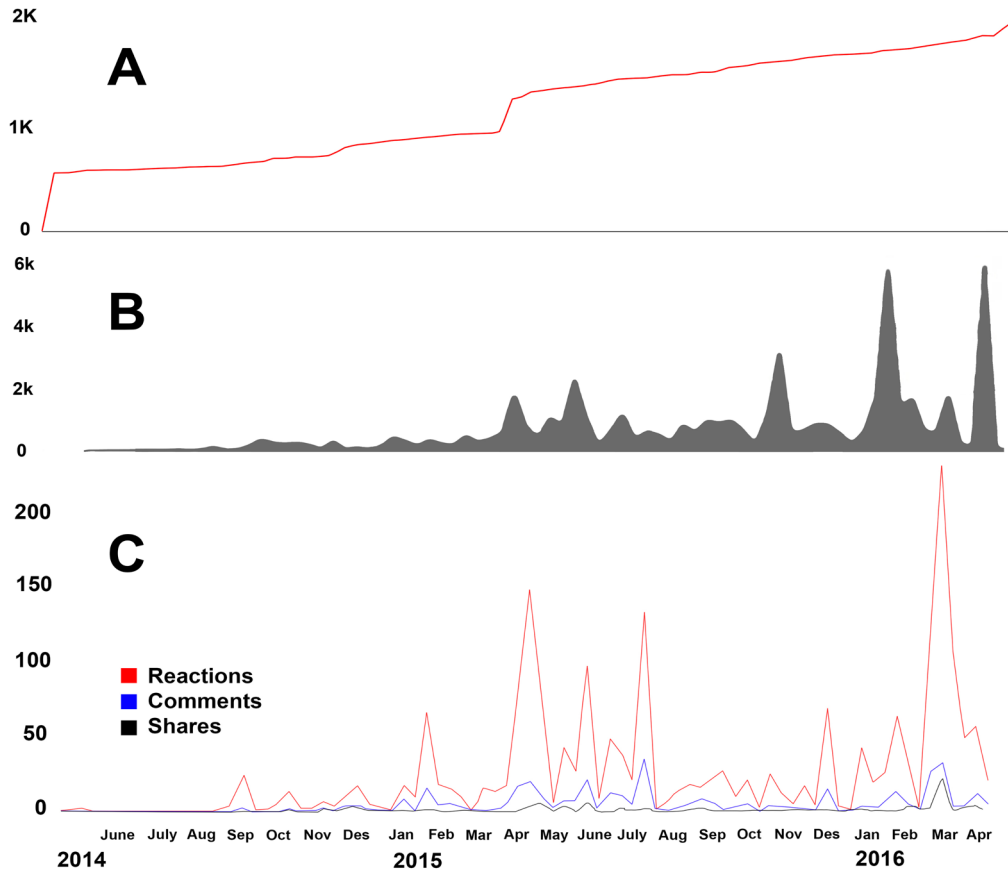 2K
A
1K
0
6k
B
4k
2k
0
200
C
150
100
Reactions
Comments
Shares
50
0
June July Aug Sep Oct Nov Des Jan Feb Mar Apr May June July Aug Sep Oct Nov Des Jan Feb Mar Apr
2014 2015 2016